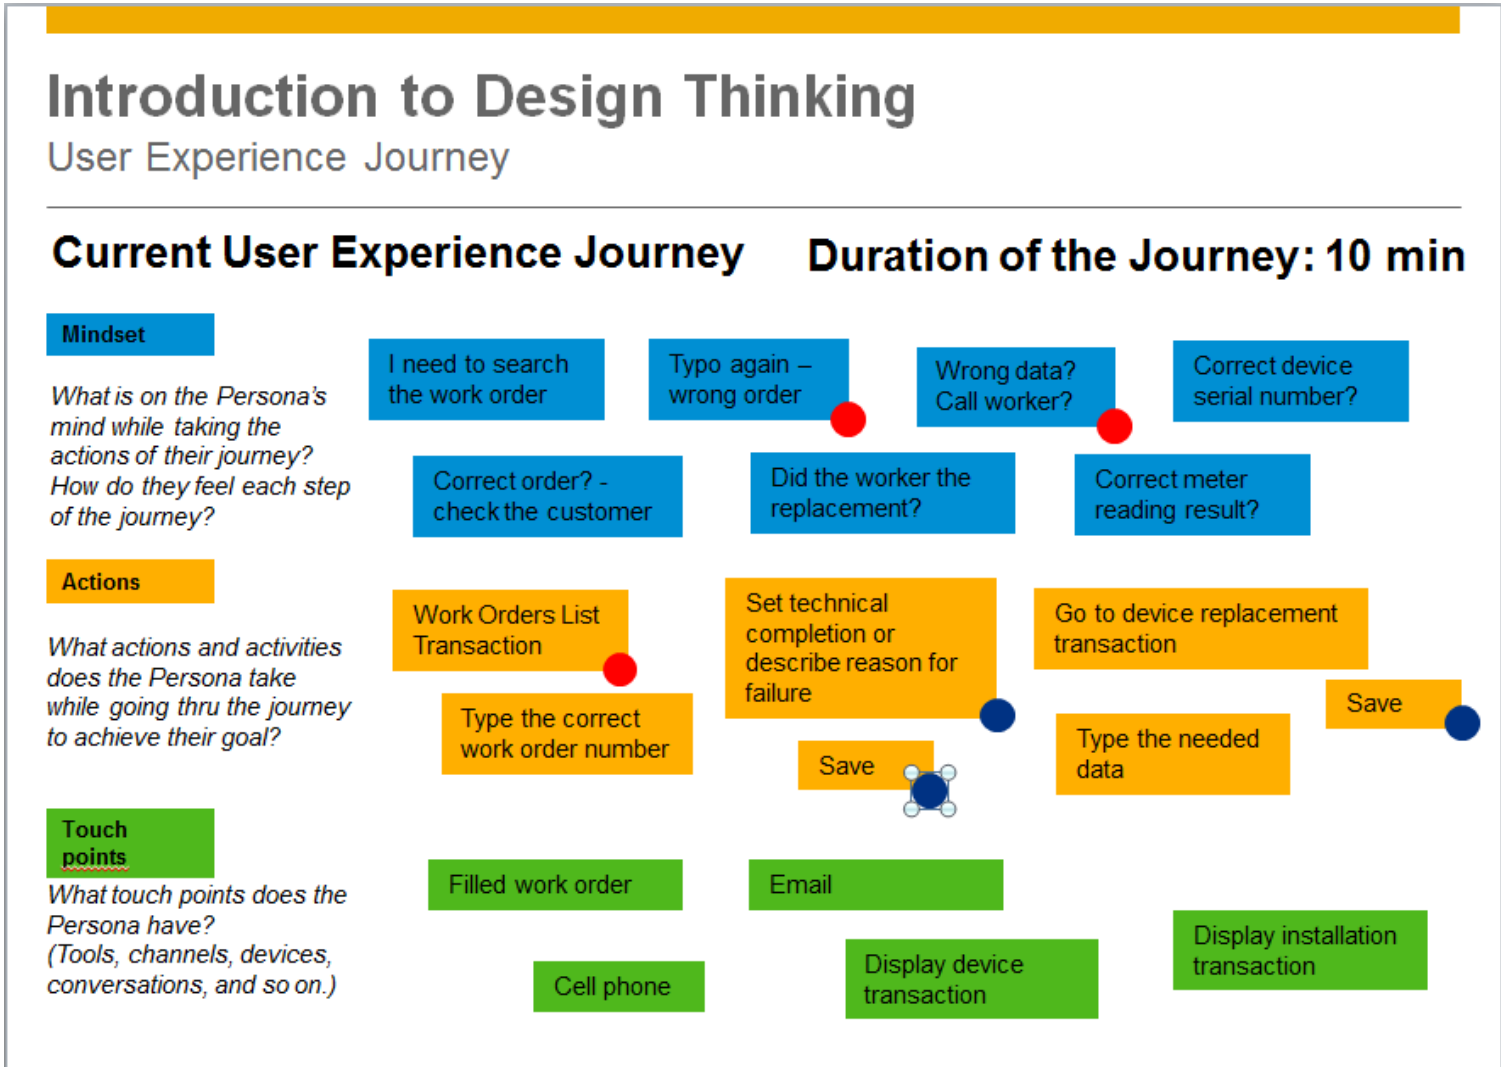 Introduction to Design Thinking
User Experience Journey
Current User Experience Journey
Duration of the Journey: 10 min
Mindset
What is on the Persona's
mind while taking the
actions of their journey?
How do they feel each step
of the journey?
I need to search
the work order
Typo again –
wrong order
Wrong data?
Call worker?
Correct device
serial number?
Correct order? -
check the customer
Did the worker the
replacement?
Correct meter
reading result?
Actions
What actions and activities
does the Persona take
while going thru the journey
to achieve their goal?
Work Orders List
Transaction
Type the correct
work order number
Set technical
completion or
describe reason for
failure
Save
Go to device replacement
transaction
Type the needed
data
Save
Touch
points
What touch points does the
Persona have?
(Tools, channels, devices,
conversations, and so on.)
Filled work order
Cell phone
Email
Display device
transaction
Display installation
transaction